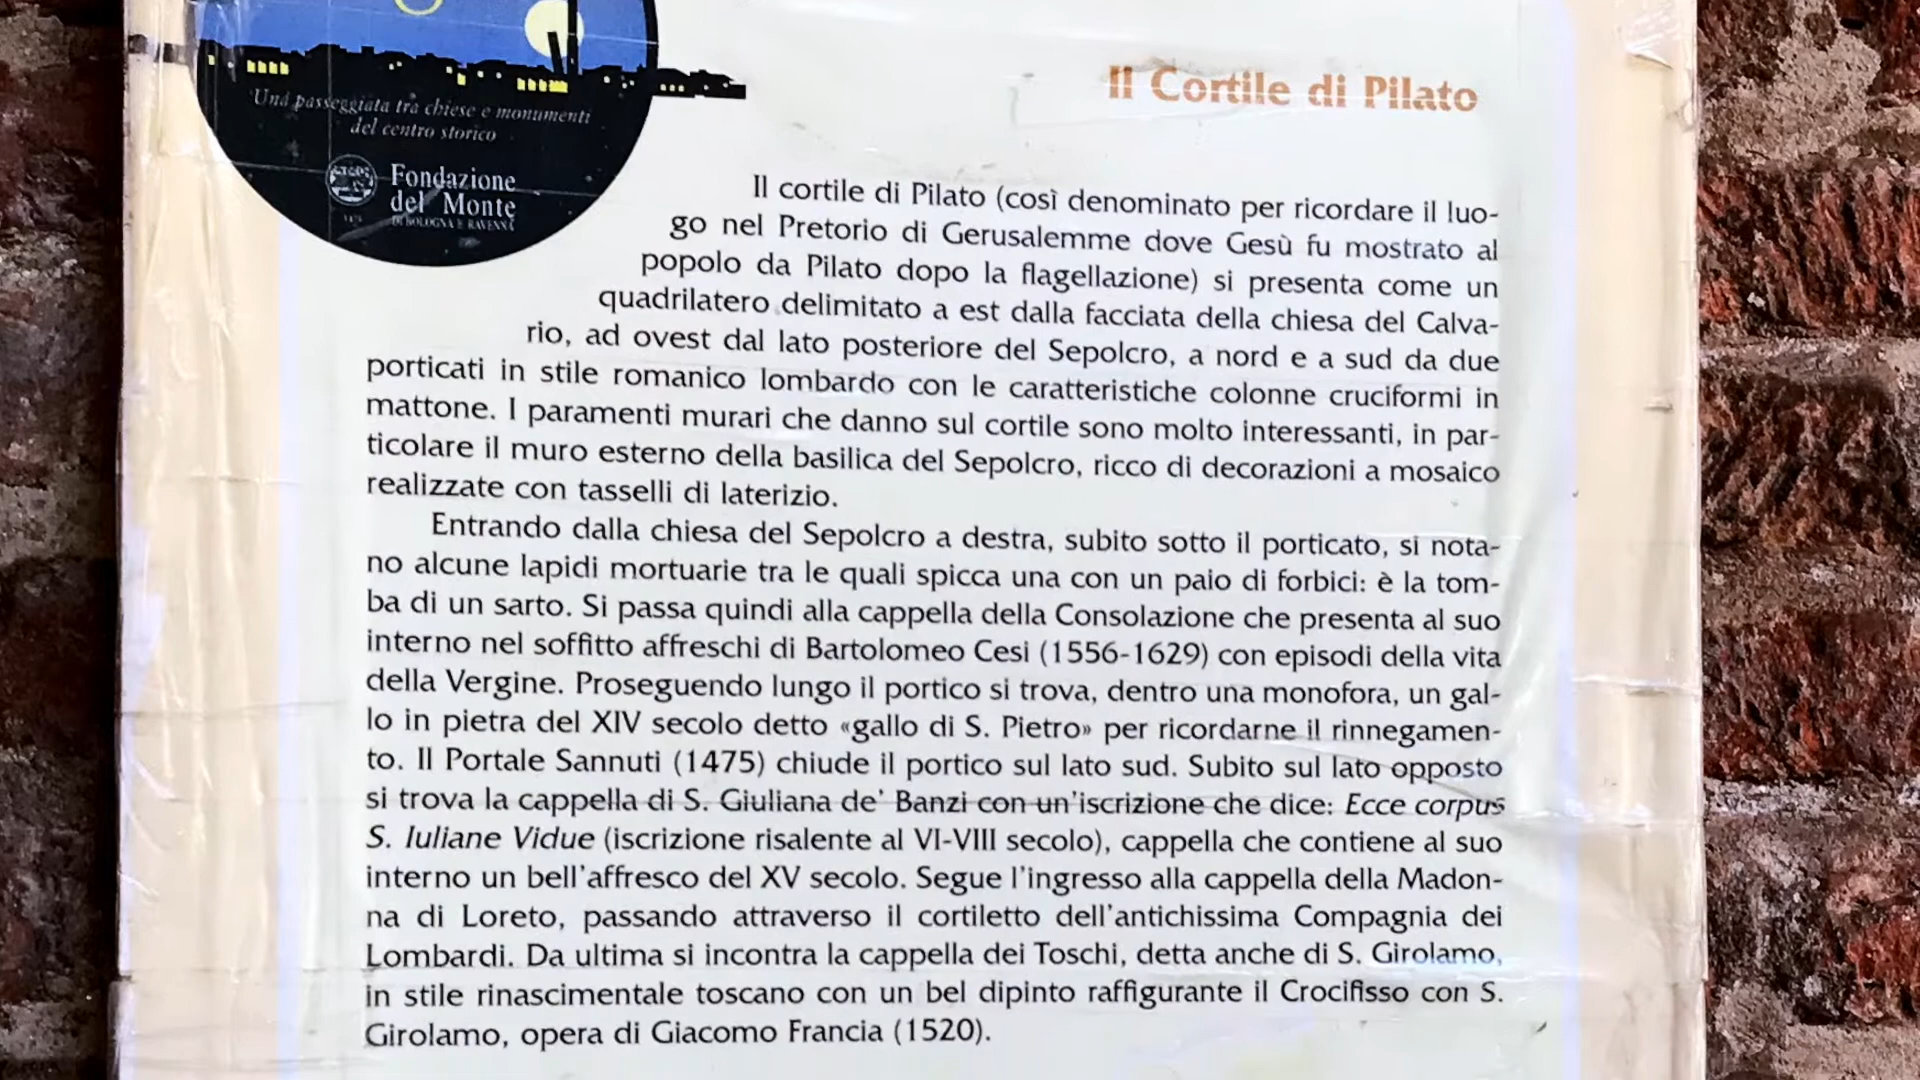 Una passeggiata tra chiese e monumenti
del centro storico
Fondazione
del Monte
DI BOLOGNA E RAVENNA
Il Cortile di Pilato
Il cortile di Pilato (così denominato per ricordare il luo-
go nel Pretorio di Gerusalemme dove Gesù fu mostrato al
popolo da Pilato dopo la flagellazione) si presenta come un
quadrilatero delimitato a est dalla facciata della chiesa del Calva-
rio, ad ovest dal lato posteriore del Sepolcro, a nord e a sud da due
porticati in stile romanico lombardo con le caratteristiche colonne cruciformi in
mattone. I paramenti murari che danno sul cortile sono molto interessanti, in par-
ticolare il muro esterno della basilica del Sepolcro, ricco di decorazioni a mosaico
realizzate con tasselli di laterizio.
Entrando dalla chiesa del Sepolcro a destra, subito sotto il porticato, si nota-
no alcune lapidi mortuarie tra le quali spicca una con un paio di forbici: è la tom-
ba di un sarto. Si passa quindi alla cappella della Consolazione che presenta al suo
interno nel soffitto affreschi di Bartolomeo Cesi (1556-1629) con episodi della vita
della Vergine. Proseguendo lungo il portico si trova, dentro una monofora, un gal-
lo in pietra del XIV secolo detto «gallo di S. Pietro» per ricordarne il rinnegamen-
to. Il Portale Sannuti (1475) chiude il portico sul lato sud. Subito sul lato opposto
si trova la cappella di S. Giuliana de' Banzi con un'iscrizione che dice: Ecce corpus
S. Iuliane Vidue (iscrizione risalente al VI-VIII secolo), cappella che contiene al suo
interno un bell'affresco del XV secolo. Segue l'ingresso alla cappella della Madon-
na di Loreto, passando attraverso il cortiletto dell'antichissima Compagnia dei
Lombardi. Da ultima si incontra la cappella dei Toschi, detta anche di S. Girolamo,
in stile rinascimentale toscano con un bel dipinto raffigurante il Crocifisso con S.
Girolamo, opera di Giacomo Francia (1520).